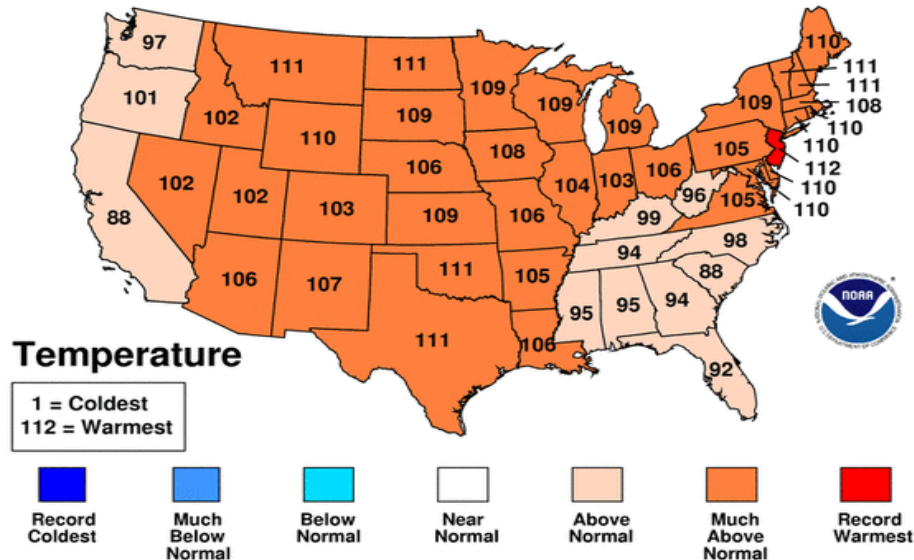 97
101
88
102
102
102
111
110
103
106
107
111
109
106
109
111
111
109
108
106
105
106
109
104
109
103
106
99
94
95
95
94
92
88
98
96
105
105
109
110
111
111
108
110
110
112
110
110
NOAA
Temperature
1 = Coldest
112 = Warmest
Record
Coldest
Much
Below
Normal
Below
Normal
Near
Normal
Above
Normal
Much
Above
Normal
Record
Warmest